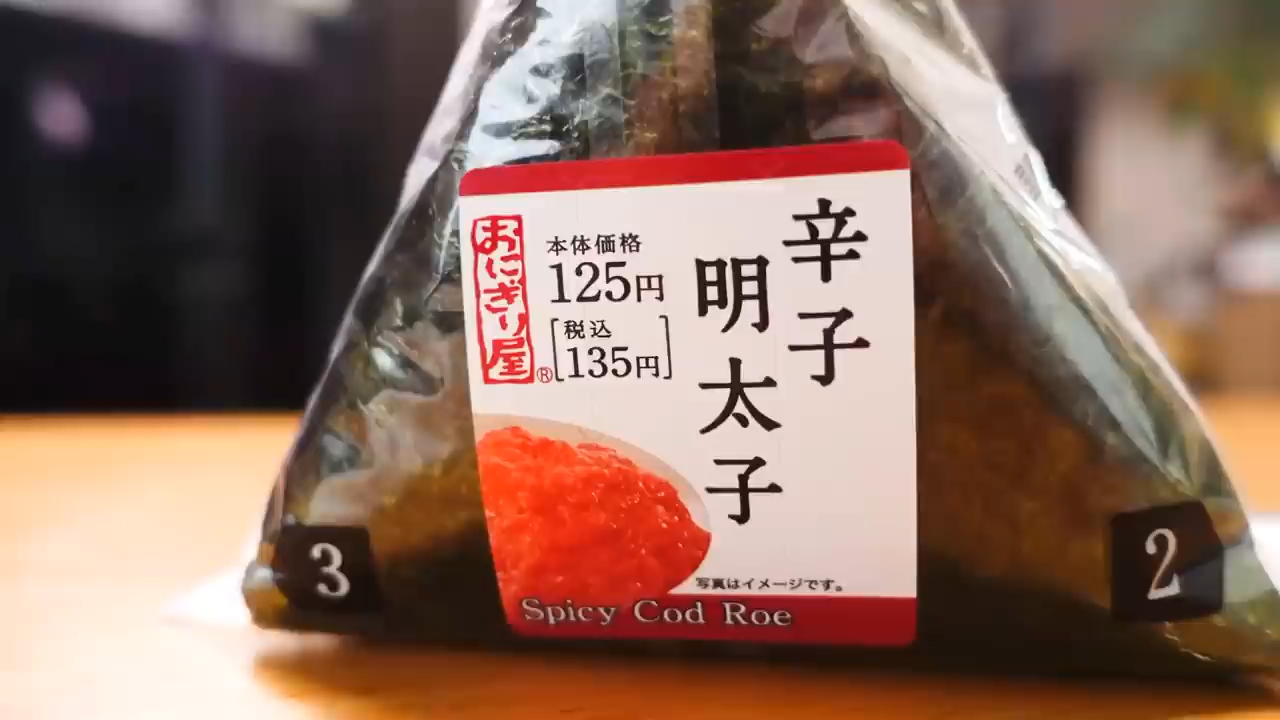 辛子
明太子
おにぎり屋®
本体価格
125円
[税込
135円]
写真はイメージです。
Spicy Cod Roe
3
2